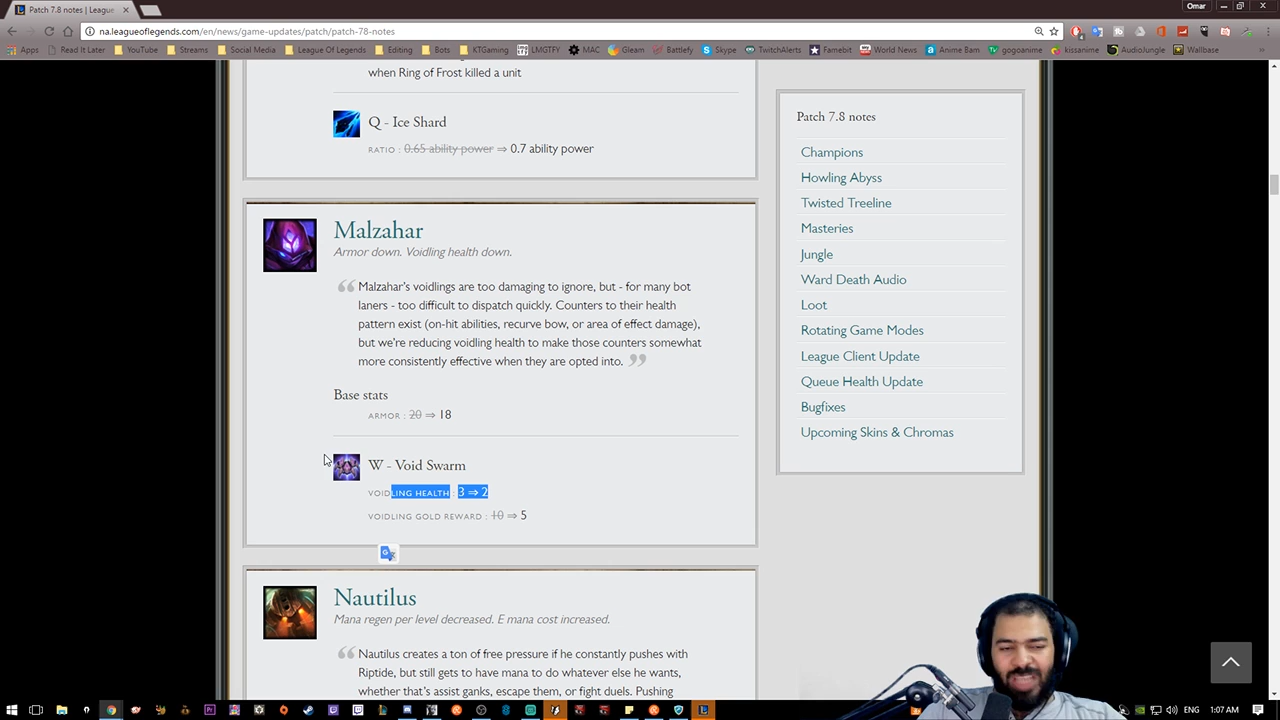 Patch 7.8 notes | League
Omar
na.leagueoflegends.com/en/news/game-updates/patch/patch-78-notes
Apps Read It Later YouTube Streams Social Media League Of Legends Editing Bots KTGaming LMGTFY MAC Gleam Battlefy Skype TwitchAlerts Famebit World News Anime Bam gogoanime kissanime AudioJungle Wallbase
when Ring of Frost killed a unit
Q - Ice Shard
RATIO : 0.65 ability power ⇒ 0.7 ability power
Malzahar
Armor down. Voidling health down.
Malzahar's voidlings are too damaging to ignore, but - for many bot
laners - too difficult to dispatch quickly. Counters to their health
pattern exist (on-hit abilities, recurve bow, or area of effect damage),
but we're reducing voidling health to make those counters somewhat
more consistently effective when they are opted into.
Base stats
ARMOR : 20 ⇒ 18
W - Void Swarm
VOIDLING HEALTH : 3 ⇒ 2
VOIDLING GOLD REWARD : 10 ⇒ 5
Nautilus
Mana regen per level decreased. E mana cost increased.
Nautilus creates a ton of free pressure if he constantly pushes with
Riptide, but still gets to have mana to do whatever else he wants,
whether that's assist ganks, escape them, or fight duels. Pushing
Patch 7.8 notes
Champions
Howling Abyss
Twisted Treeline
Masteries
Jungle
Ward Death Audio
Loot
Rotating Game Modes
League Client Update
Queue Health Update
Bugfixes
Upcoming Skins & Chromas
ENG 1:07 AM